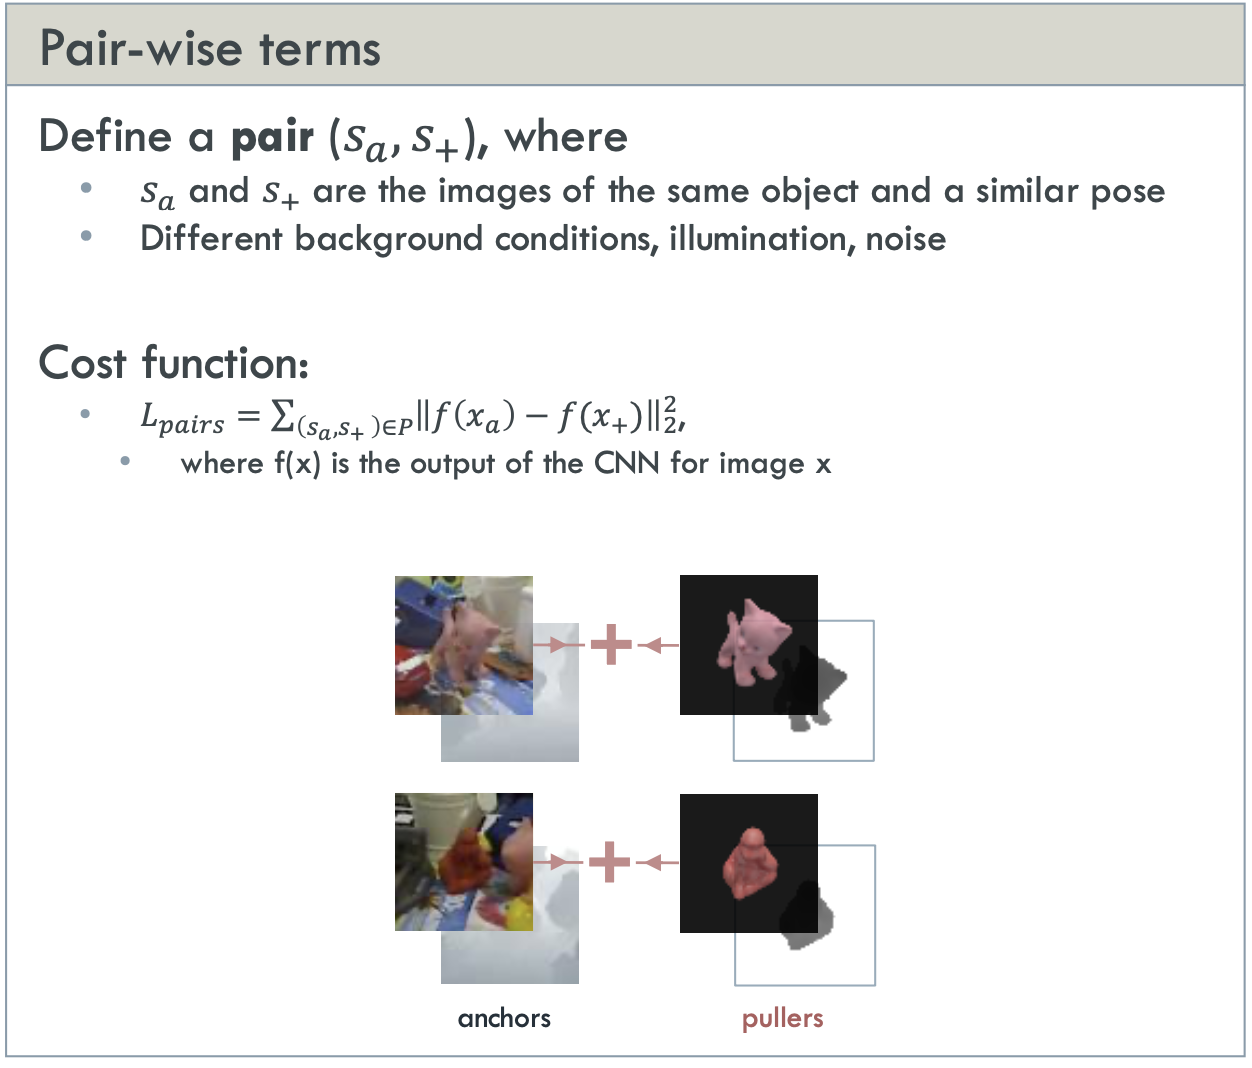 Pair-wise terms
Define a pair (s_a, s_+), where
• s_a and s_+ are the images of the same object and a similar pose
• Different background conditions, illumination, noise
Cost function:
• L_{pairs} = ∑_{(s_a,s_+)∈P}‖f(x_a) − f(x_+)‖_2^2,
• where f(x) is the output of the CNN for image x
anchors
pullers